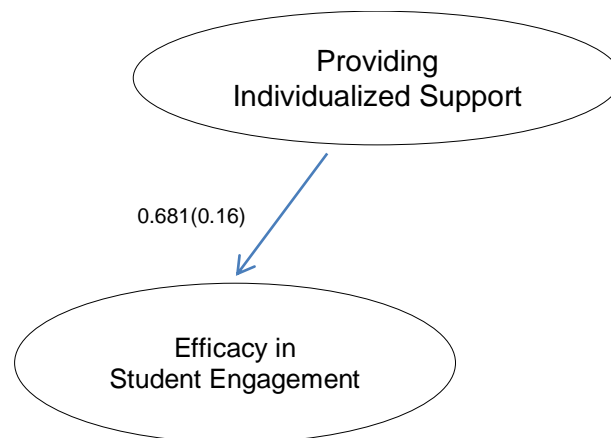 Providing
Individualized Support
0.681(0.16)
Efficacy in
Student Engagement